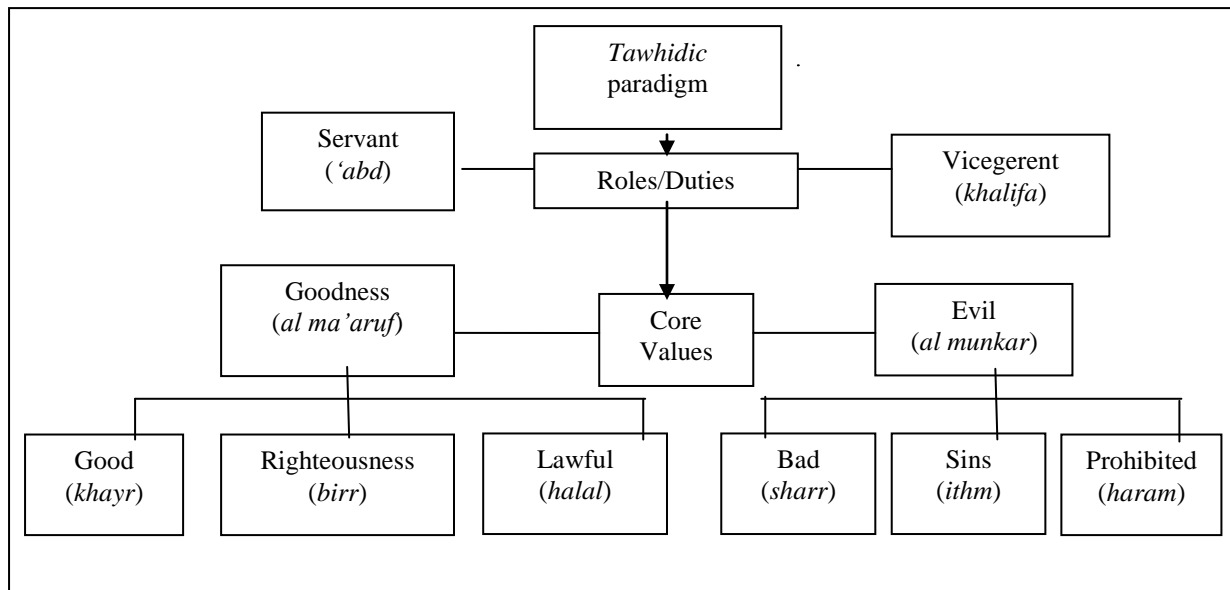 Tawhidic
paradigm
Servant
(‘abd)
Roles/Duties
Vicegerent
(khalifa)
Goodness
(al ma’aruf)
Core
Values
Evil
(al munkar)
Good
(khayr)
Righteousness
(birr)
Lawful
(halal)
Bad
(sharr)
Sins
(ithm)
Prohibited
(haram)